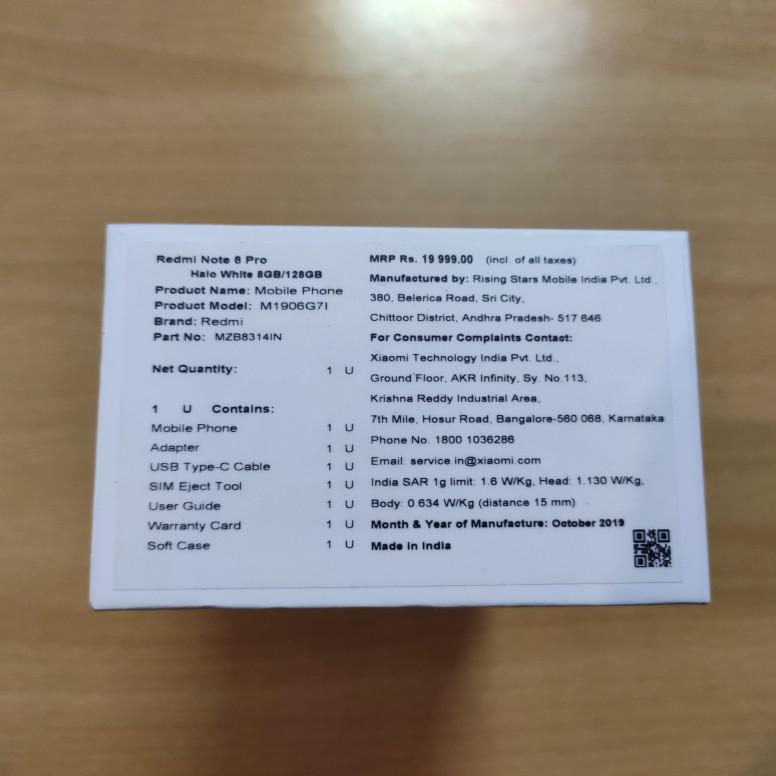 Redmi Note 8 Pro
Halo White 8GB/128GB
Product Name: Mobile Phone
Product Model: M1906G7I
Brand: Redmi
Part No: MZB8314IN
Net Quantity: 1 U
1 U Contains:
Mobile Phone 1 U
Adapter 1 U
USB Type-C Cable 1 U
SIM Eject Tool 1 U
User Guide 1 U
Warranty Card 1 U
Soft Case 1 U
MRP Rs. 19 999.00 (incl. of all taxes)
Manufactured by: Rising Stars Mobile India Pvt. Ltd.,
380, Belerica Road, Sri City,
Chittoor District, Andhra Pradesh- 517 646
For Consumer Complaints Contact:
Xiaomi Technology India Pvt. Ltd.,
Ground Floor, AKR Infinity, Sy. No.113,
Krishna Reddy Industrial Area,
7th Mile, Hosur Road, Bangalore-560 068, Karnataka
Phone No. 1800 1036286
Email: service.in@xiaomi.com
India SAR 1g limit: 1.6 W/Kg, Head: 1.130 W/Kg,
Body: 0.634 W/Kg (distance 15 mm)
Month & Year of Manufacture: October 2019
Made in India